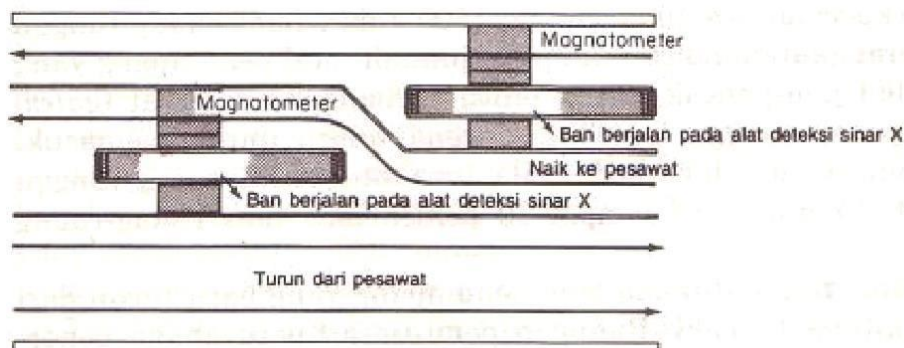 Magnatometer
Magnatometer
Ban berjalan pada alat deteksi sinar X
Naik ke pesawat
Ban berjalan pada alat deteksi sinar X
Turun dari pesawat